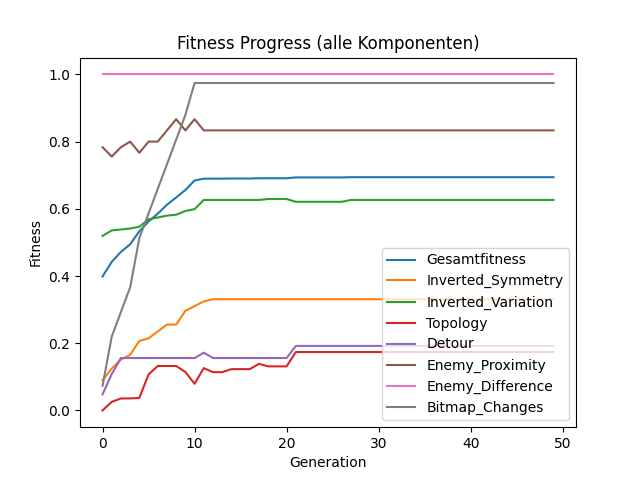 Fitness Progress (alle Komponenten)
Fitness
1.0
0.8
0.6
0.4
0.2
0.0
Gesamtfitness
Inverted_Symmetry
Inverted_Variation
Topology
Detour
Enemy_Proximity
Enemy_Difference
Bitmap_Changes
0 10 20 30 40 50
Generation